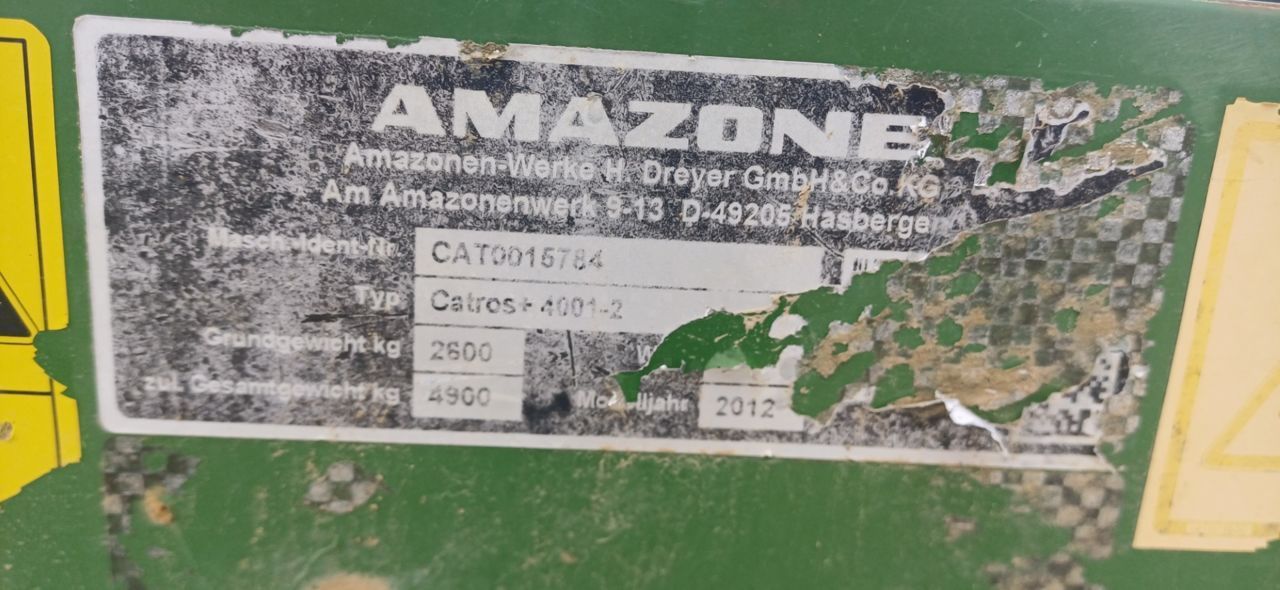 AMAZONE
Amazonen-Werke H. Dreyer GmbH&Co.KG
Am Amazonenwerk 9-13 D-49205 Hasbergen
Masch.-Ident-Nr. CAT0015784
Typ Catros+ 4001-2
Grundgewicht kg 2600
zul. Gesamtgewicht kg 4900 Modelljahr 2012